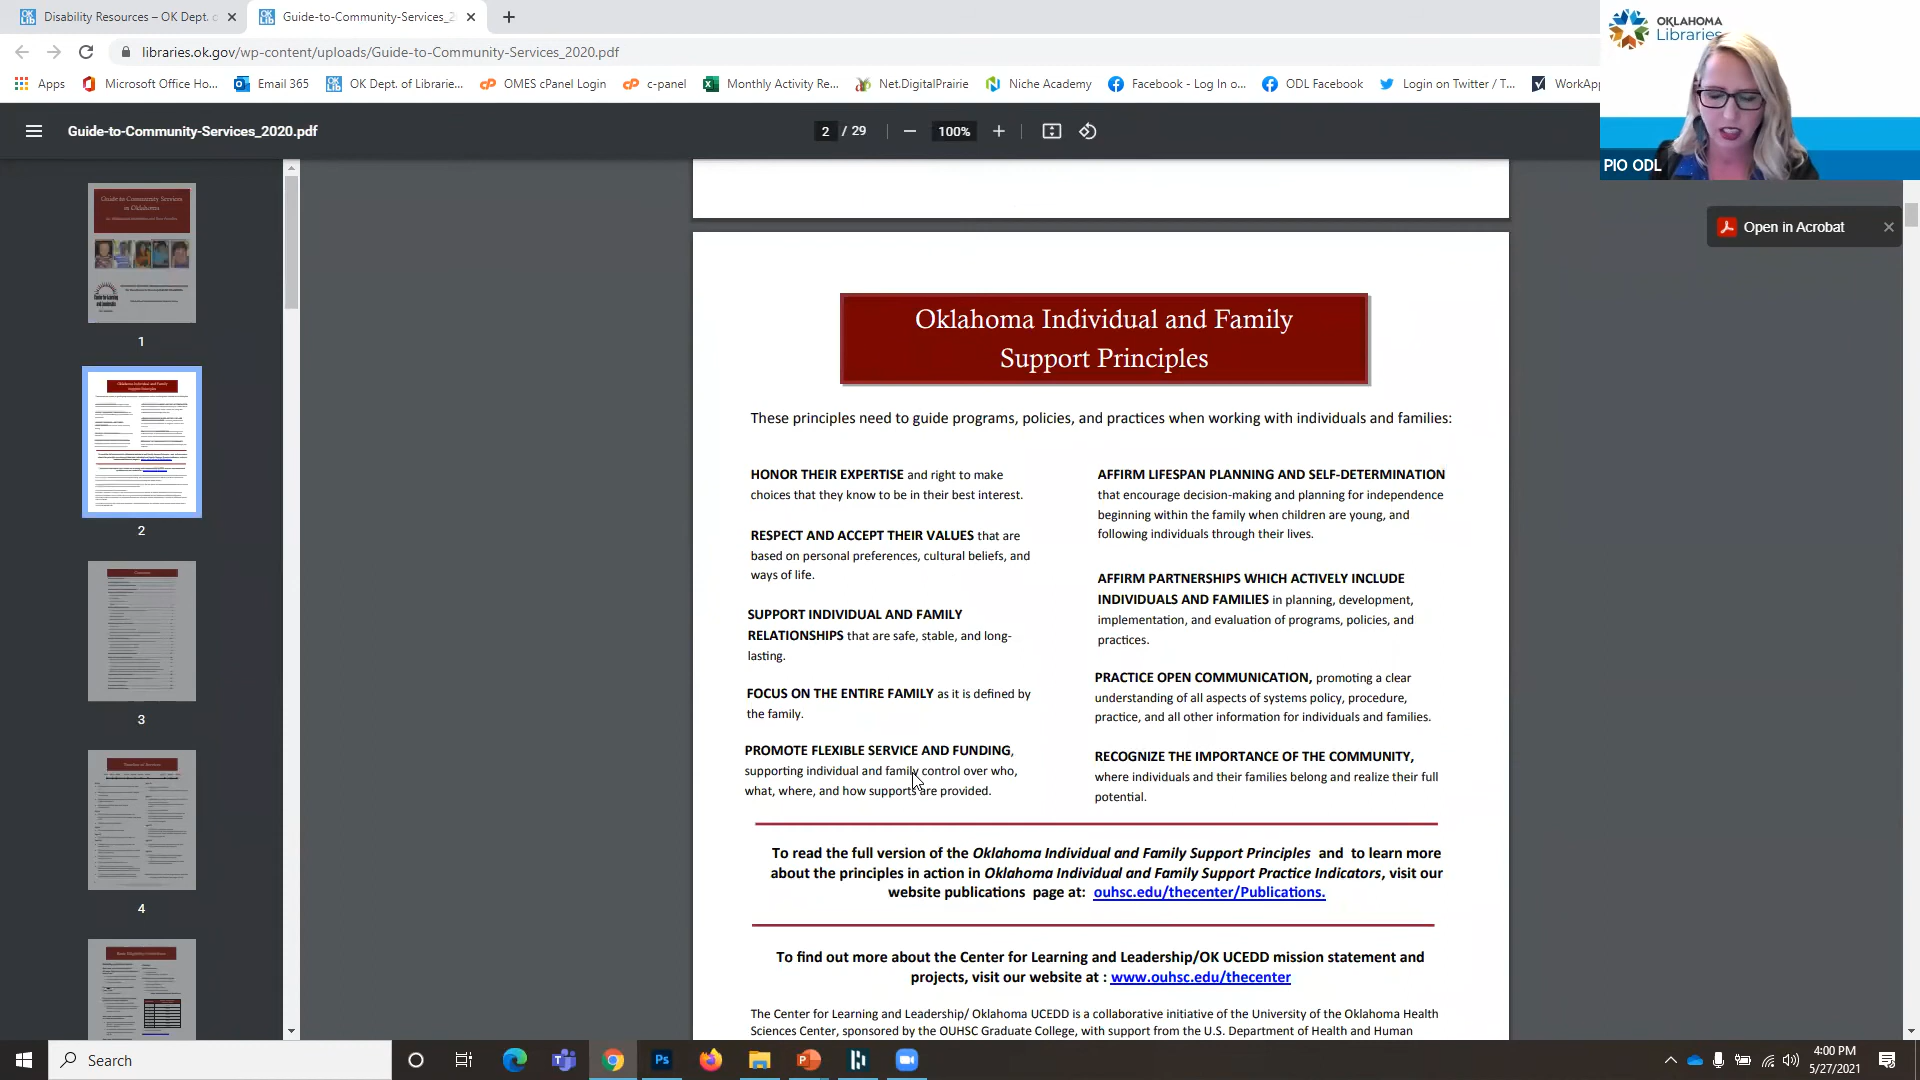 Disability Resources – OK Dept. o
Guide-to-Community-Services_2
libraries.ok.gov/wp-content/uploads/Guide-to-Community-Services_2020.pdf
Apps
Microsoft Office Ho...
Email 365
OK Dept. of Librarie...
OMES cPanel Login
c-panel
Monthly Activity Re...
Net.DigitalPrairie
Niche Academy
Facebook - Log In o...
ODL Facebook
Login on Twitter / T...
WorkApp
OKLAHOMA
Libraries
PIO ODL
Guide-to-Community-Services_2020.pdf
2 / 29
100%
Open in Acrobat
Guide to Community Services
in Oklahoma
1
2
3
4
Oklahoma Individual and Family
Support Principles
These principles need to guide programs, policies, and practices when working with individuals and families:
HONOR THEIR EXPERTISE and right to make
choices that they know to be in their best interest.
RESPECT AND ACCEPT THEIR VALUES that are
based on personal preferences, cultural beliefs, and
ways of life.
SUPPORT INDIVIDUAL AND FAMILY
RELATIONSHIPS that are safe, stable, and long-
lasting.
FOCUS ON THE ENTIRE FAMILY as it is defined by
the family.
PROMOTE FLEXIBLE SERVICE AND FUNDING,
supporting individual and family control over who,
what, where, and how supports are provided.
AFFIRM LIFESPAN PLANNING AND SELF-DETERMINATION
that encourage decision-making and planning for independence
beginning within the family when children are young, and
following individuals through their lives.
AFFIRM PARTNERSHIPS WHICH ACTIVELY INCLUDE
INDIVIDUALS AND FAMILIES in planning, development,
implementation, and evaluation of programs, policies, and
practices.
PRACTICE OPEN COMMUNICATION, promoting a clear
understanding of all aspects of systems policy, procedure,
practice, and all other information for individuals and families.
RECOGNIZE THE IMPORTANCE OF THE COMMUNITY,
where individuals and their families belong and realize their full
potential.
To read the full version of the Oklahoma Individual and Family Support Principles and to learn more
about the principles in action in Oklahoma Individual and Family Support Practice Indicators, visit our
website publications page at: ouhsc.edu/thecenter/Publications.
To find out more about the Center for Learning and Leadership/OK UCEDD mission statement and
projects, visit our website at : www.ouhsc.edu/thecenter
The Center for Learning and Leadership/ Oklahoma UCEDD is a collaborative initiative of the University of the Oklahoma Health
Sciences Center, sponsored by the OUHSC Graduate College, with support from the U.S. Department of Health and Human
Search
4:00 PM
5/27/2021